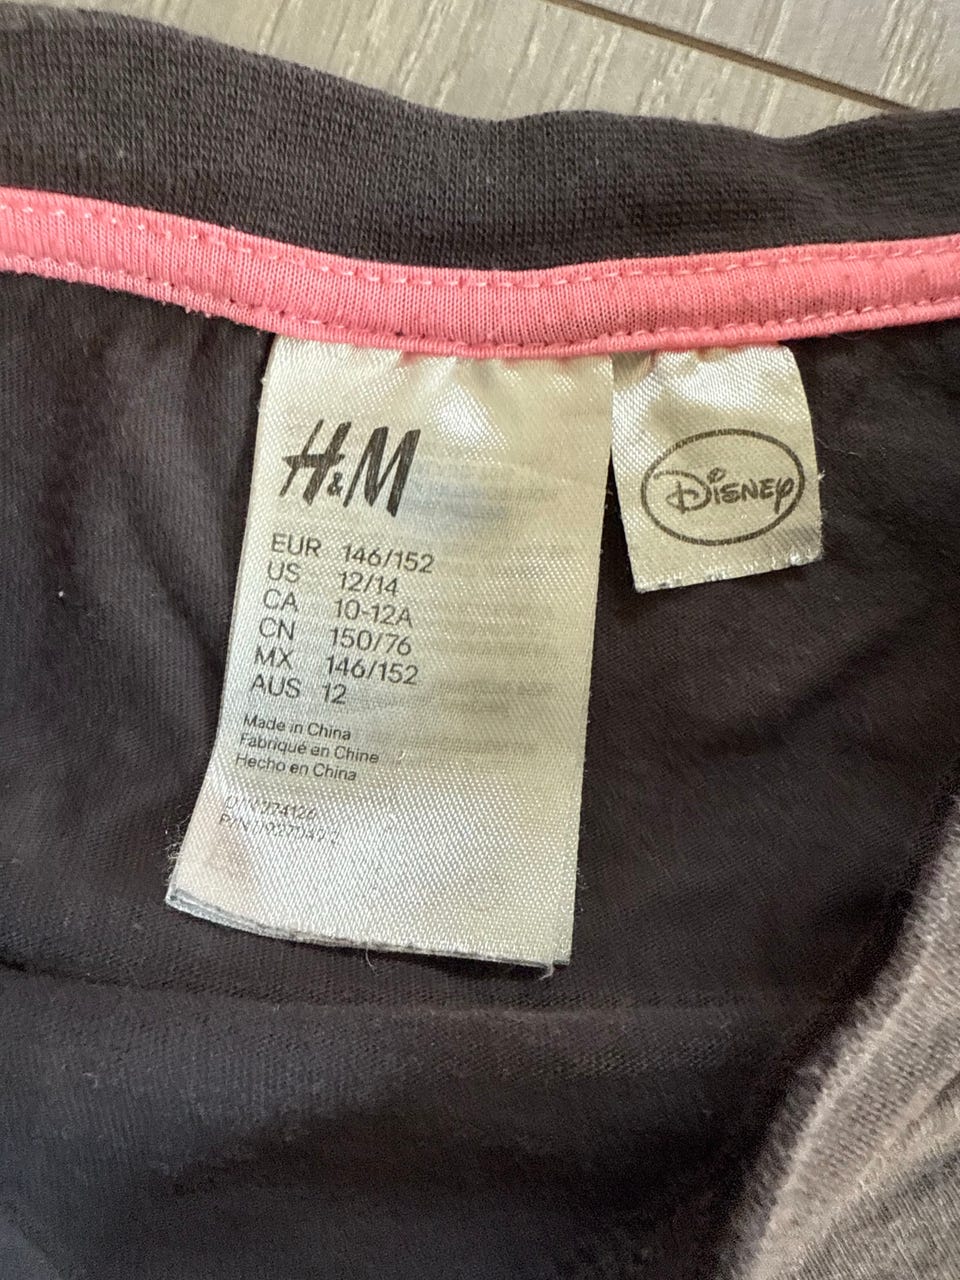 H&M
EUR 146/152
US 12/14
CA 10-12A
CN 150/76
MX 146/152
AUS 12
Made in China
Fabriqué en Chine
Hecho en China
Disney